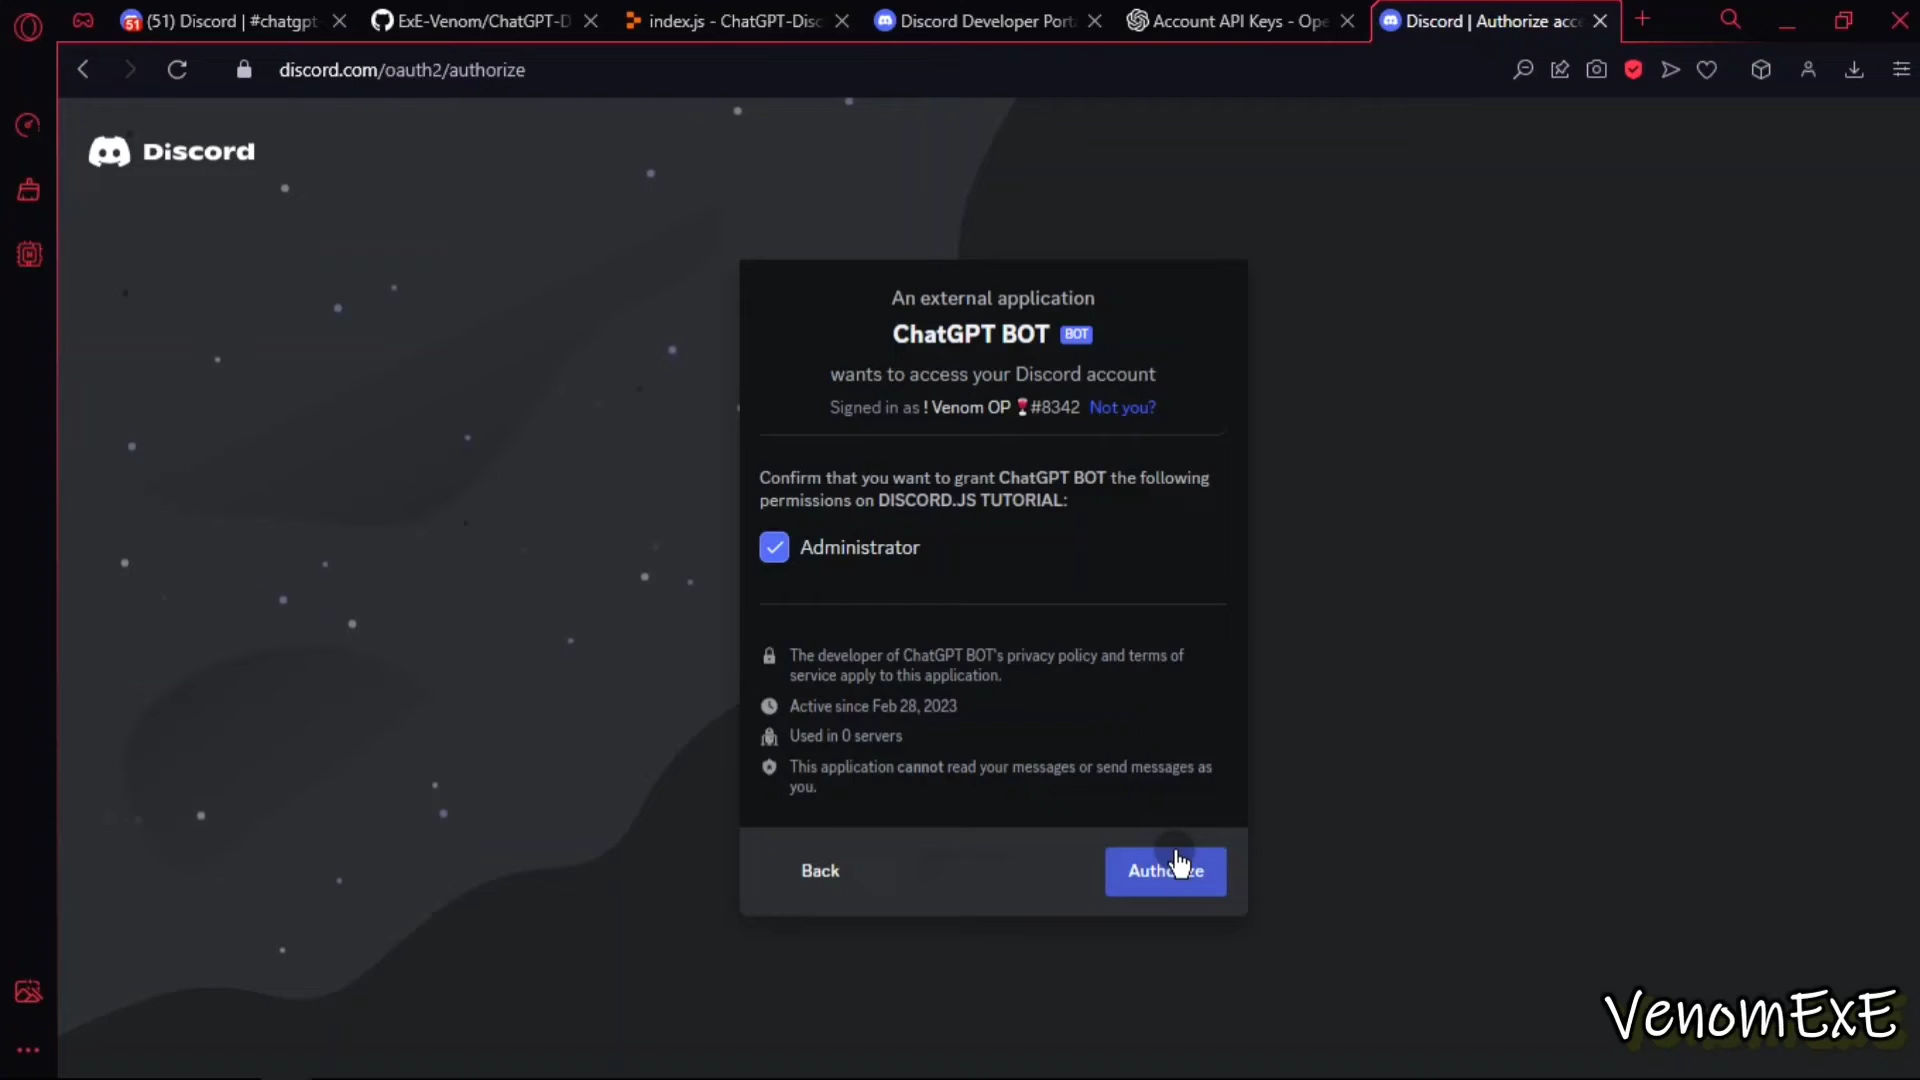 (51) Discord | #chatgpt
ExE-Venom/ChatGPT-D
index.js - ChatGPT-Disc
Discord Developer Port
Account API Keys - Ope
Discord | Authorize acce
discord.com/oauth2/authorize
Discord
An external application
ChatGPT BOT BOT
wants to access your Discord account
Signed in as ! Venom OP 🍷#8342 Not you?
Confirm that you want to grant ChatGPT BOT the following
permissions on DISCORD.JS TUTORIAL:
Administrator
The developer of ChatGPT BOT's privacy policy and terms of
service apply to this application.
Active since Feb 28, 2023
Used in 0 servers
This application cannot read your messages or send messages as
you.
Back
Authorize
VenomExE